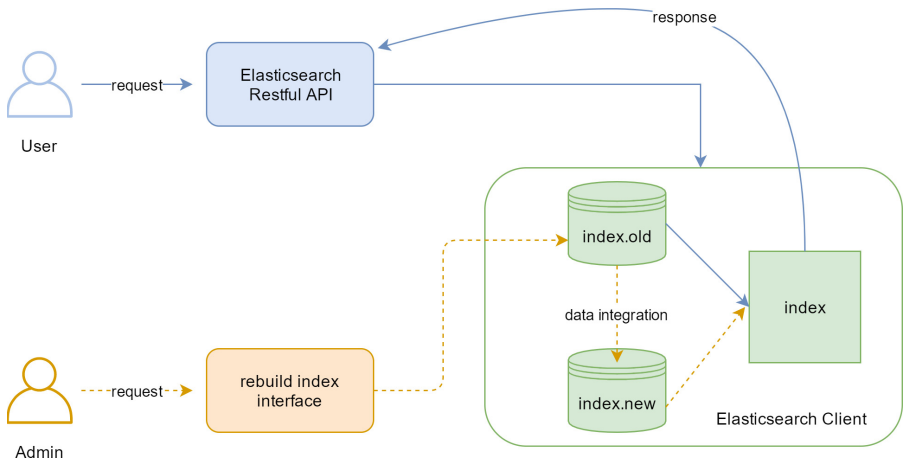 response
Elasticsearch
Restful API
request
User
index.old
index
data integration
rebuild index
interface
request
index.new
Elasticsearch Client
Admin